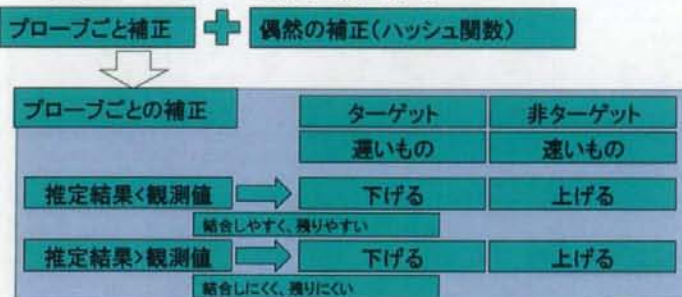 プローブごと補正 + 偶然の補正(ハッシュ関数)
プローブごとの補正 ターゲット 非ターゲット
遅いもの 速いもの
推定結果<観測値 下げる 上げる
結合しやすく、残りやすい
推定結果>観測値 下げる 上げる
結合しにくく、残りにくい